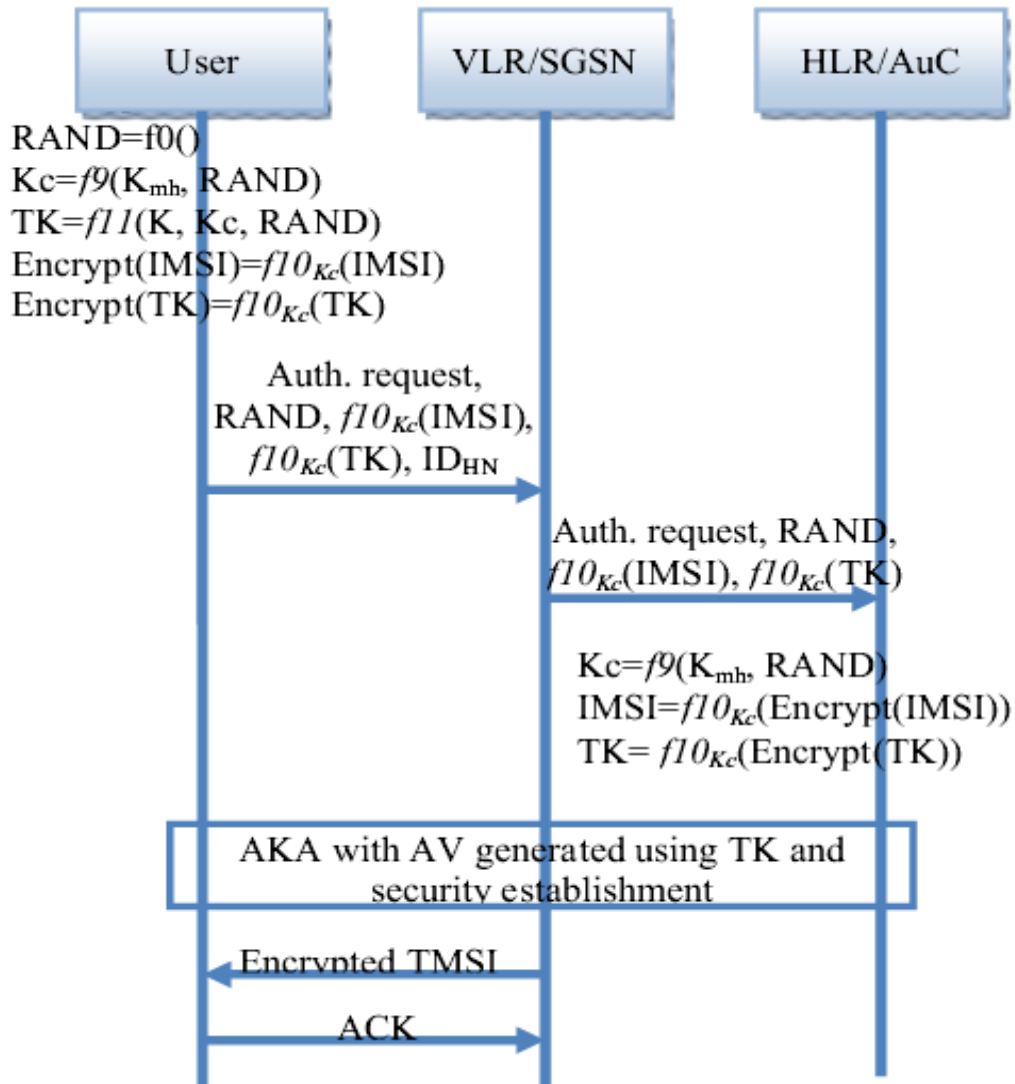 User
VLR/SGSN
HLR/AuC
RAND=f0()
Kc=f9(Kmh, RAND)
TK=f11(K, Kc, RAND)
Encrypt(IMSI)=f10Kc(IMSI)
Encrypt(TK)=f10Kc(TK)
Auth. request,
RAND, f10Kc(IMSI),
f10Kc(TK), IDHN
Auth. request, RAND,
f10Kc(IMSI), f10Kc(TK)
Kc=f9(Kmh, RAND)
IMSI=f10Kc(Encrypt(IMSI))
TK= f10Kc(Encrypt(TK))
AKA with AV generated using TK and
security establishment
Encrypted TMSI
ACK